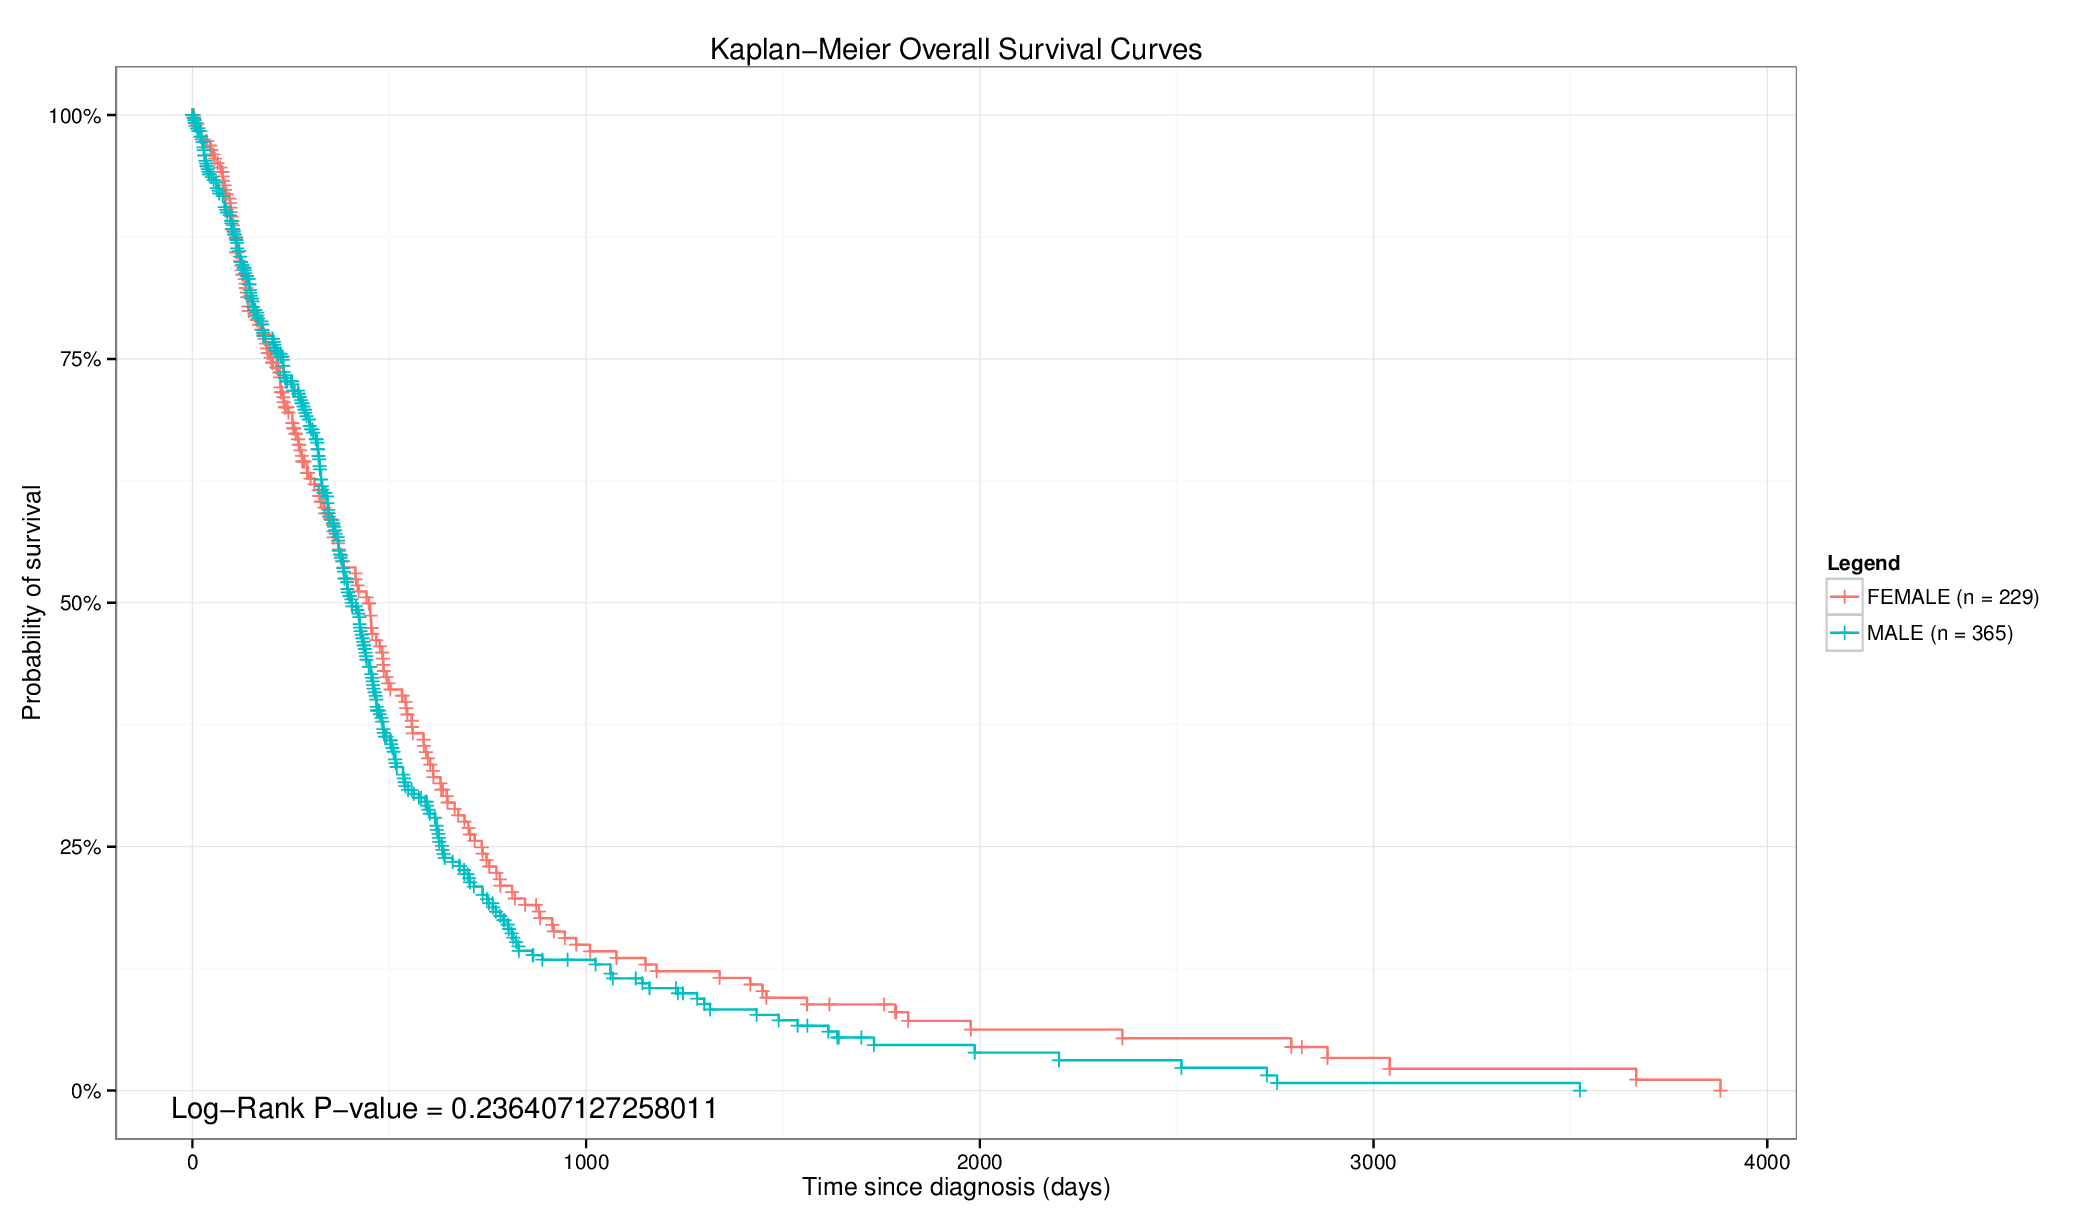 Kaplan−Meier Overall Survival Curves
100%
75%
50%
25%
0%
Probability of survival
Log−Rank P−value = 0.236407127258011
0 1000 2000 3000 4000
Time since diagnosis (days)
Legend
FEMALE (n = 229)
MALE (n = 365)